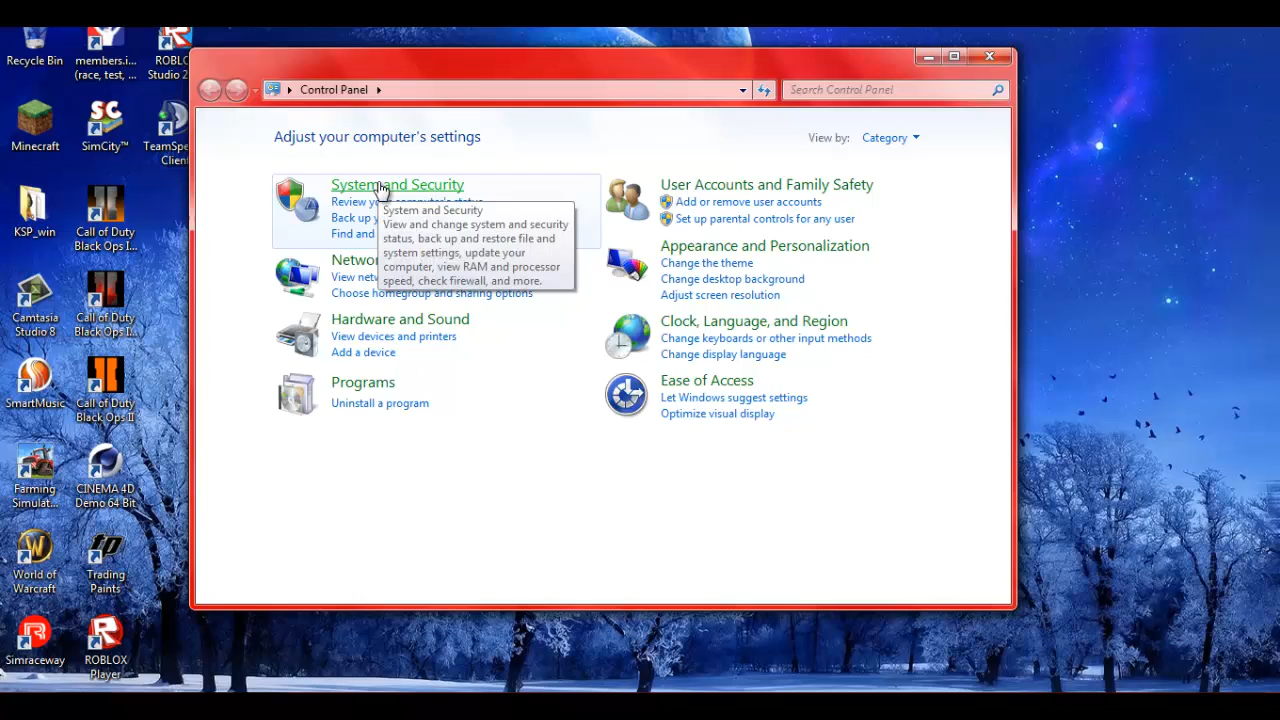 Recycle Bin
members.i...
(race, test, ...
ROBLO
Studio 2
Minecraft
SimCity™
TeamSpe
Clien
KSP_win
Call of Duty
Black Ops I...
Camtasia
Studio 8
Call of Duty
Black Ops I...
SmartMusic
Call of Duty
Black Ops II
Farming
Simulat...
CINEMA 4D
Demo 64 Bit
World of
Warcraft
Trading
Paints
Simraceway
ROBLOX
Player
Control Panel
Search Control Panel
Adjust your computer's settings
View by: Category
System and Security
Review your computer's status
Back up y
Find and
System and Security
View and change system and security
status, back up and restore file and
system settings, update your
computer, view RAM and processor
speed, check firewall, and more.
Networ
View net
Choose homegroup and sharing options
Hardware and Sound
View devices and printers
Add a device
Programs
Uninstall a program
User Accounts and Family Safety
Add or remove user accounts
Set up parental controls for any user
Appearance and Personalization
Change the theme
Change desktop background
Adjust screen resolution
Clock, Language, and Region
Change keyboards or other input methods
Change display language
Ease of Access
Let Windows suggest settings
Optimize visual display